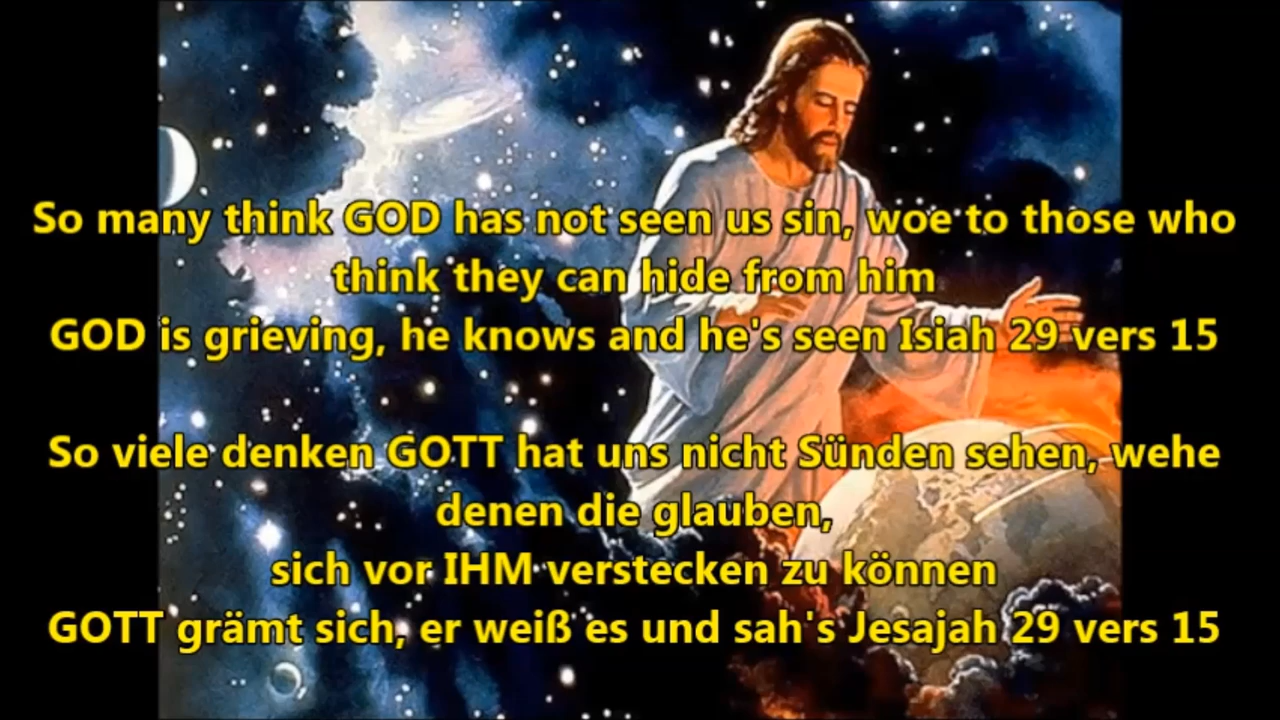 So many think GOD has not seen us sin, woe to those who
think they can hide from him
GOD is grieving, he knows and he's seen Isiah 29 vers 15
So viele denken GOTT hat uns nicht Sünden sehen, wehe
denen die glauben,
sich vor IHM verstecken zu können
GOTT grämt sich, er weiß es und sah's Jesajah 29 vers 15